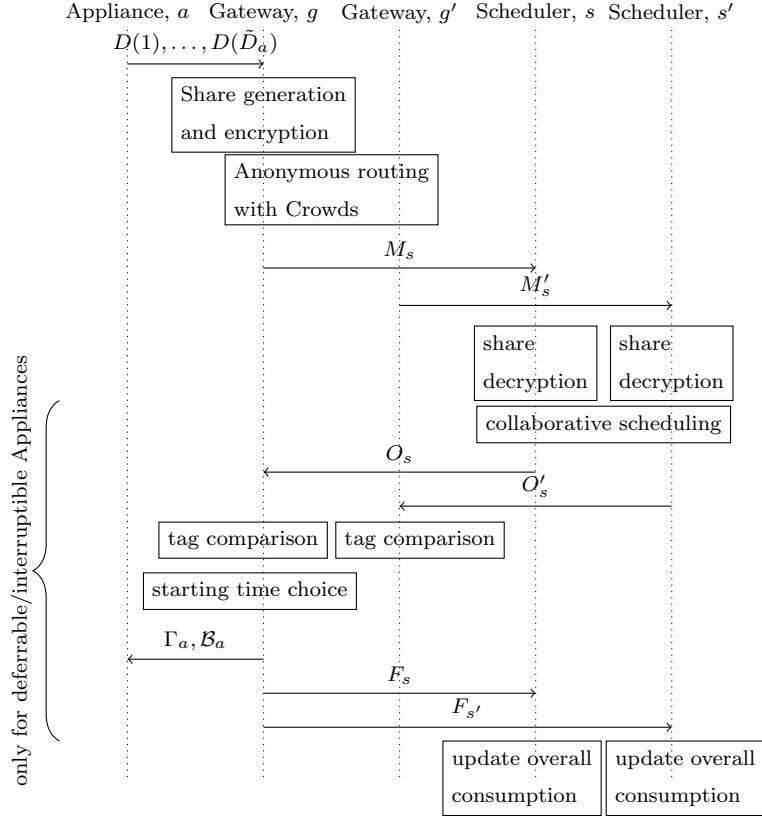 Appliance, a Gateway, g Gateway, g′ Scheduler, s Scheduler, s′
D(1), . . . , D(D̃ₐ)
Share generation
and encryption
Anonymous routing
with Crowds
Mₛ
M′ₛ
share
decryption
share
decryption
collaborative scheduling
Oₛ
O′ₛ
tag comparison
tag comparison
starting time choice
Γₐ, ℬₐ
Fₛ
Fₛ′
update overall
consumption
update overall
consumption
only for deferrable/interruptible Appliances